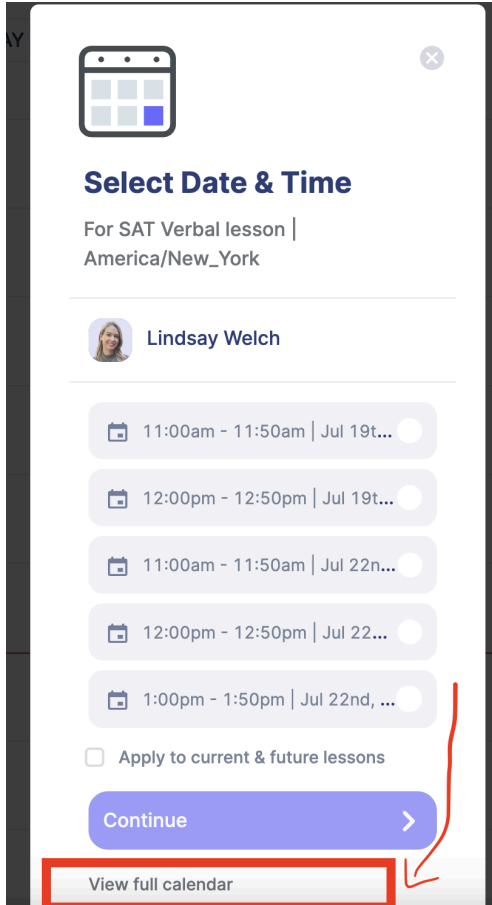 AY
Select Date & Time
For SAT Verbal lesson |
America/New_York
Lindsay Welch
11:00am - 11:50am | Jul 19t...
12:00pm - 12:50pm | Jul 19t...
11:00am - 11:50am | Jul 22n...
12:00pm - 12:50pm | Jul 22...
1:00pm - 1:50pm | Jul 22nd, ...
Apply to current & future lessons
Continue
View full calendar